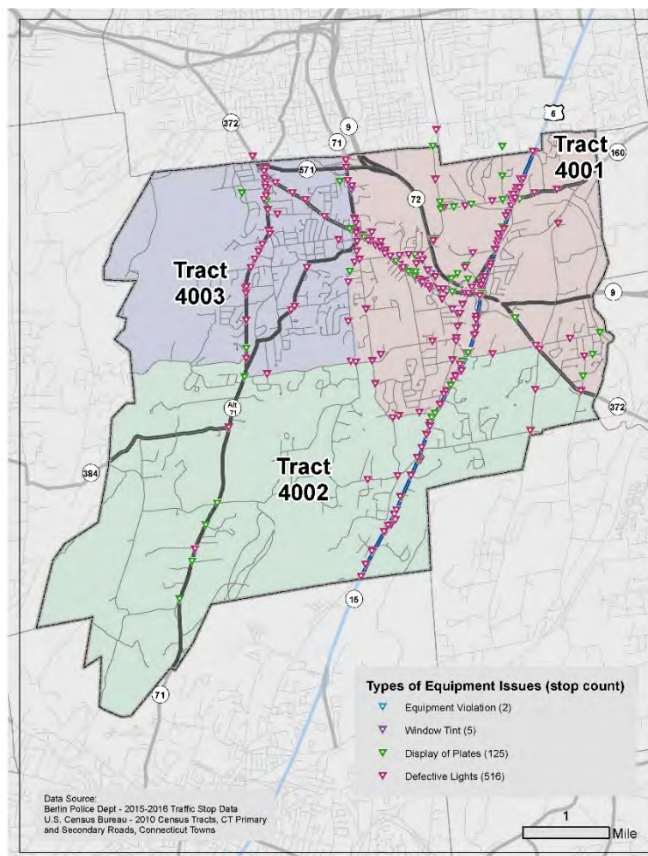 5
9
372
71
Tract
4001
160
571
72
Tract
4003
9
Alt
71
372
Tract
4002
384
15
71
Types of Equipment Issues (stop count)
Equipment Violation (2)
Window Tint (5)
Display of Plates (125)
Defective Lights (516)
Data Source:
Berlin Police Dept - 2015-2016 Traffic Stop Data
U.S. Census Bureau - 2010 Census Tracts, CT Primary
and Secondary Roads, Connecticut Towns
1
Mile